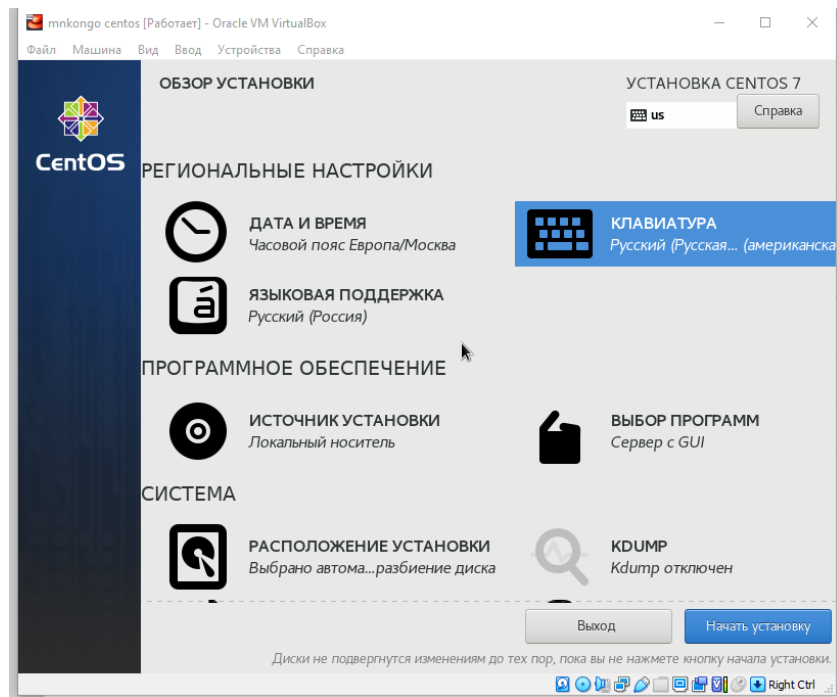 mnkongo centos [Работает] - Oracle VM VirtualBox
Файл Машина Вид Ввод Устройства Справка
ОБЗОР УСТАНОВКИ
УСТАНОВКА CENTOS 7
us
Справка
CentOS
РЕГИОНАЛЬНЫЕ НАСТРОЙКИ
ДАТА И ВРЕМЯ
Часовой пояс Европа/Москва
КЛАВИАТУРА
Русский (Русская... (американска
ЯЗЫКОВАЯ ПОДДЕРЖКА
Русский (Россия)
ПРОГРАММНОЕ ОБЕСПЕЧЕНИЕ
ИСТОЧНИК УСТАНОВКИ
Локальный носитель
ВЫБОР ПРОГРАММ
Сервер с GUI
СИСТЕМА
РАСПОЛОЖЕНИЕ УСТАНОВКИ
Выбрано автома...разбиение диска
KDUMP
Kdump отключен
Выход
Начать установку
Диски не подвергнутся изменениям до тех пор, пока вы не нажмете кнопку начала установки.
Right Ctrl